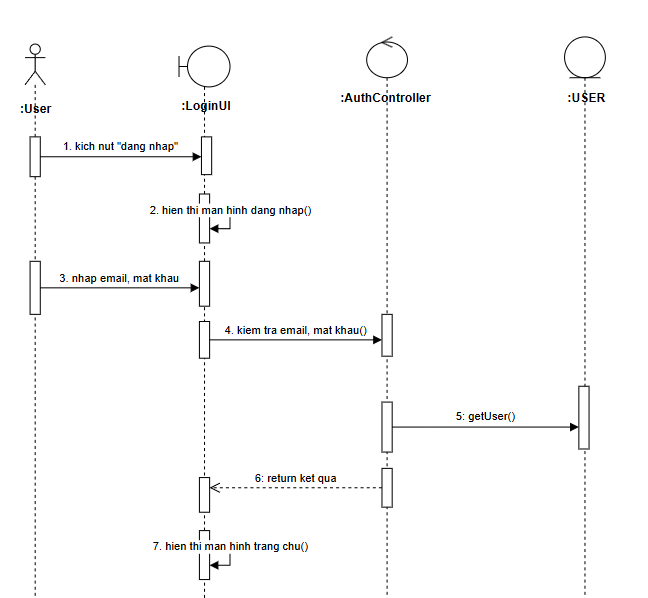 :User
:LoginUI
:AuthController
:USER
1. kich nut "dang nhap"
2. hien thi man hinh dang nhap()
3. nhap email, mat khau
4. kiem tra email, mat khau()
5: getUser()
6: return ket qua
7. hien thi man hinh trang chu()